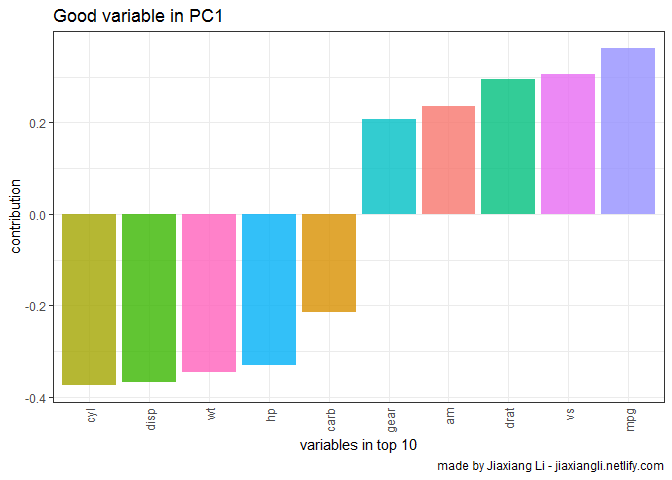 Good variable in PC1
contribution
0.2
0.0
-0.2
-0.4
cyl
disp
wt
hp
carb
gear
am
drat
vs
mpg
variables in top 10
made by Jiaxiang Li - jiaxiangli.netlify.com